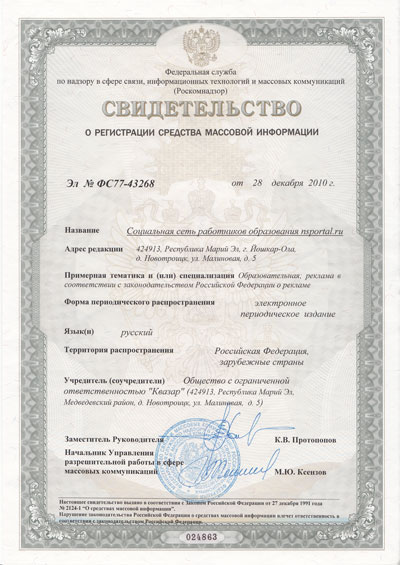 Федеральная служба
по надзору в сфере связи, информационных технологий и массовых коммуникаций
(Роскомнадзор)
СВИДЕТЕЛЬСТВО
О РЕГИСТРАЦИИ СРЕДСТВА МАССОВОЙ ИНФОРМАЦИИ
Эл № ФС77-43268 от 28 декабря 2010 г.
Название Социальная сеть работников образования nsportal.ru
Адрес редакции 424913, Республика Марий Эл, г. Йошкар-Ола,
д. Новотроицк, ул. Малиновая, д. 5
Примерная тематика и (или) специализация Образовательная, реклама в
соответствии с законодательством Российской Федерации о рекламе
Форма периодического распространения электронное
периодическое издание
Язык(и) русский
Территория распространения Российская Федерация,
зарубежные страны
Учредитель (соучредители) Общество с ограниченной
ответственностью "Квазар" (424913, Республика Марий Эл,
Медведевский район, д. Новотроицк, ул. Малиновая, д. 5)
Заместитель Руководителя К.В. Протопопов
Начальник Управления
разрешительной работы в сфере
массовых коммуникаций М.Ю. Ксензов
Настоящее свидетельство выдано в соответствии с Законом Российской Федерации от 27 декабря 1991 года
№ 2124-1 "О средствах массовой информации".
Нарушение законодательства Российской Федерации о средствах массовой информации влечет ответственность в
соответствии с законодательством Российской Федерации.
024863